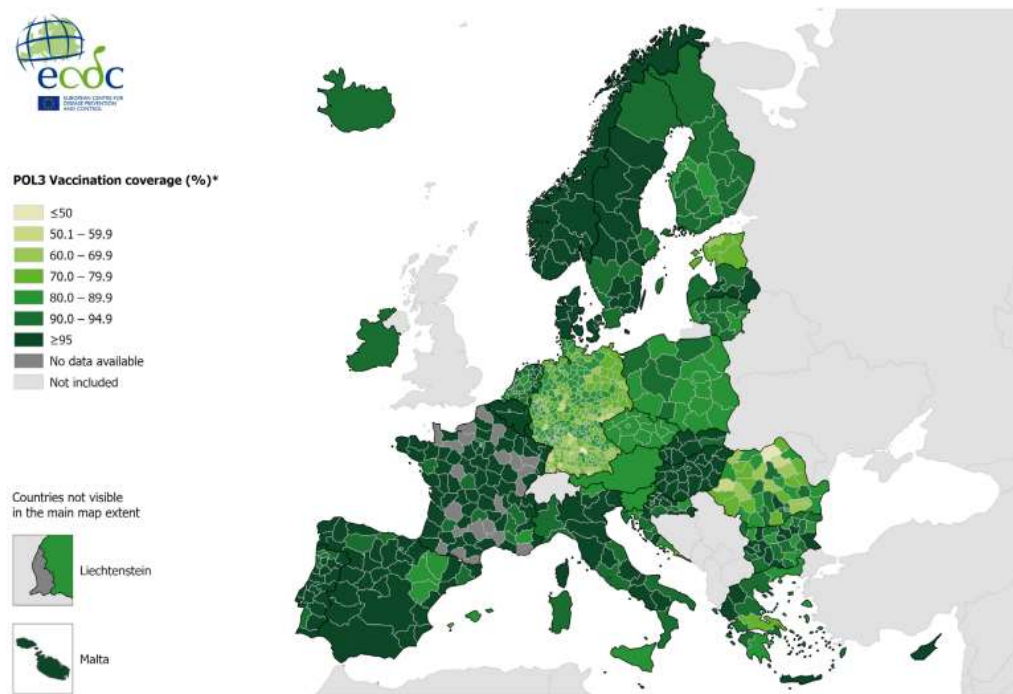 ecdc
EUROPEAN CENTRE FOR
DISEASE PREVENTION
AND CONTROL
POL3 Vaccination coverage (%)*
≤50
50.1 – 59.9
60.0 – 69.9
70.0 – 79.9
80.0 – 89.9
90.0 – 94.9
≥95
No data available
Not included
Countries not visible
in the main map extent
Liechtenstein
Malta